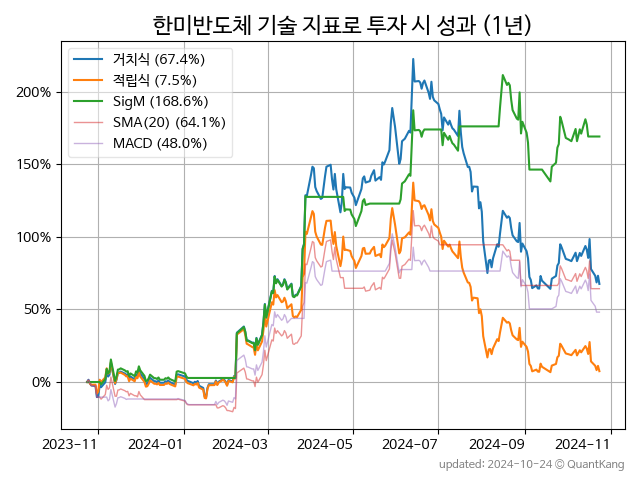 한미반도체 기술 지표로 투자 시 성과 (1년)
거치식 (67.4%)
적립식 (7.5%)
SigM (168.6%)
SMA(20) (64.1%)
MACD (48.0%)
200%
150%
100%
50%
0%
2023-11 2024-01 2024-03 2024-05 2024-07 2024-09 2024-11
updated: 2024-10-24 © QuantKang